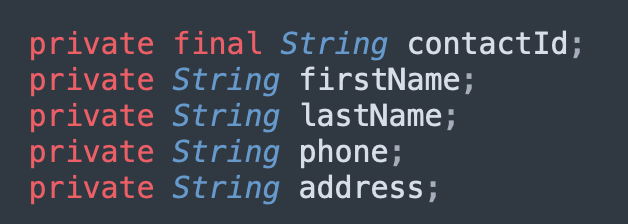 private final String contactId;
private String firstName;
private String lastName;
private String phone;
private String address;